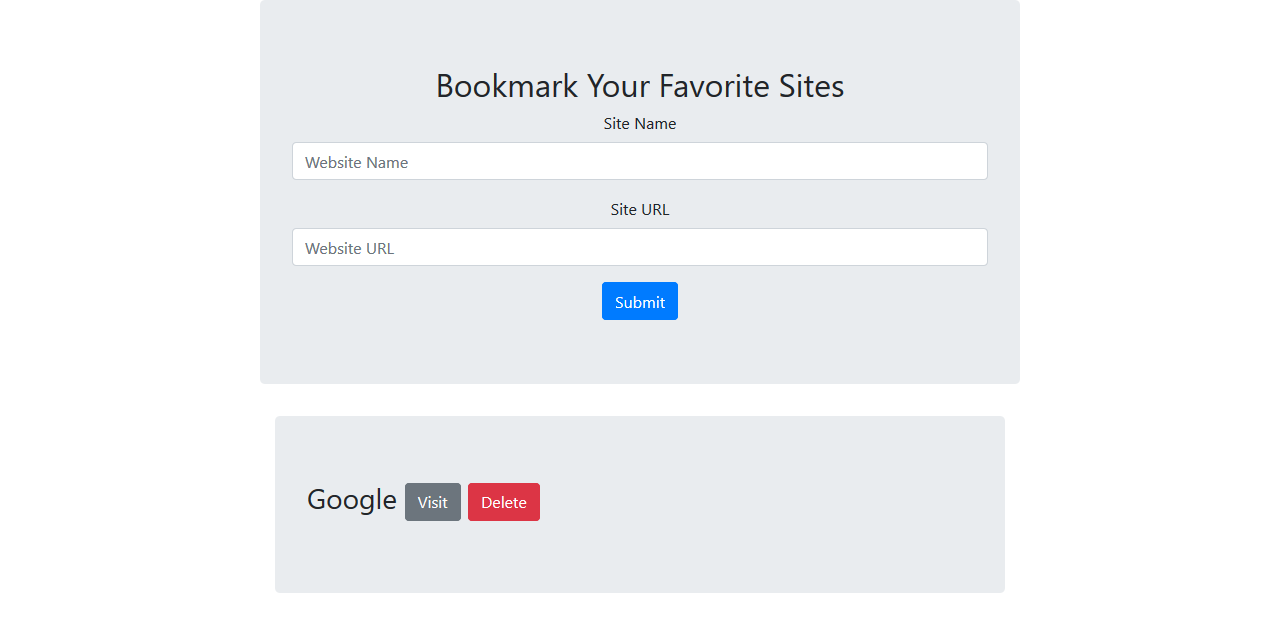 Bookmark Your Favorite Sites
Site Name
Website Name
Site URL
Website URL
Submit
Google Visit Delete